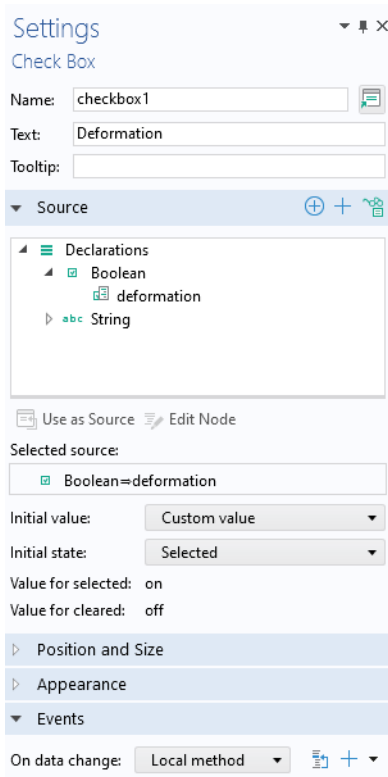 Settings
Check Box
Name: checkbox1
Text: Deformation
Tooltip:
Source
Declarations
Boolean
deformation
abc String
Use as Source Edit Node
Selected source:
Boolean⇒deformation
Initial value: Custom value
Initial state: Selected
Value for selected: on
Value for cleared: off
Position and Size
Appearance
Events
On data change: Local method